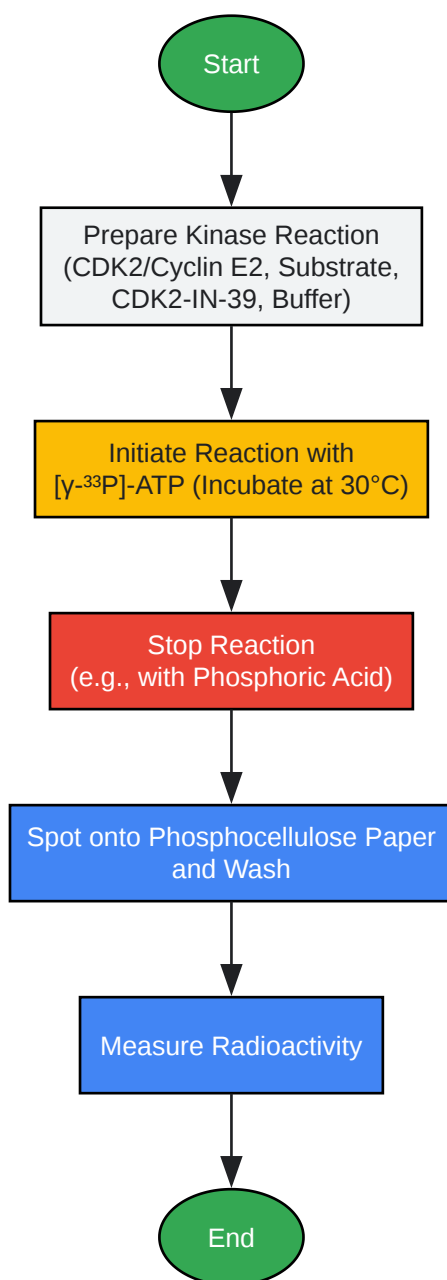 Start
Prepare Kinase Reaction
(CDK2/Cyclin E2, Substrate,
CDK2-IN-39, Buffer)
Initiate Reaction with
[γ-³³P]-ATP (Incubate at 30°C)
Stop Reaction
(e.g., with Phosphoric Acid)
Spot onto Phosphocellulose Paper
and Wash
Measure Radioactivity
End